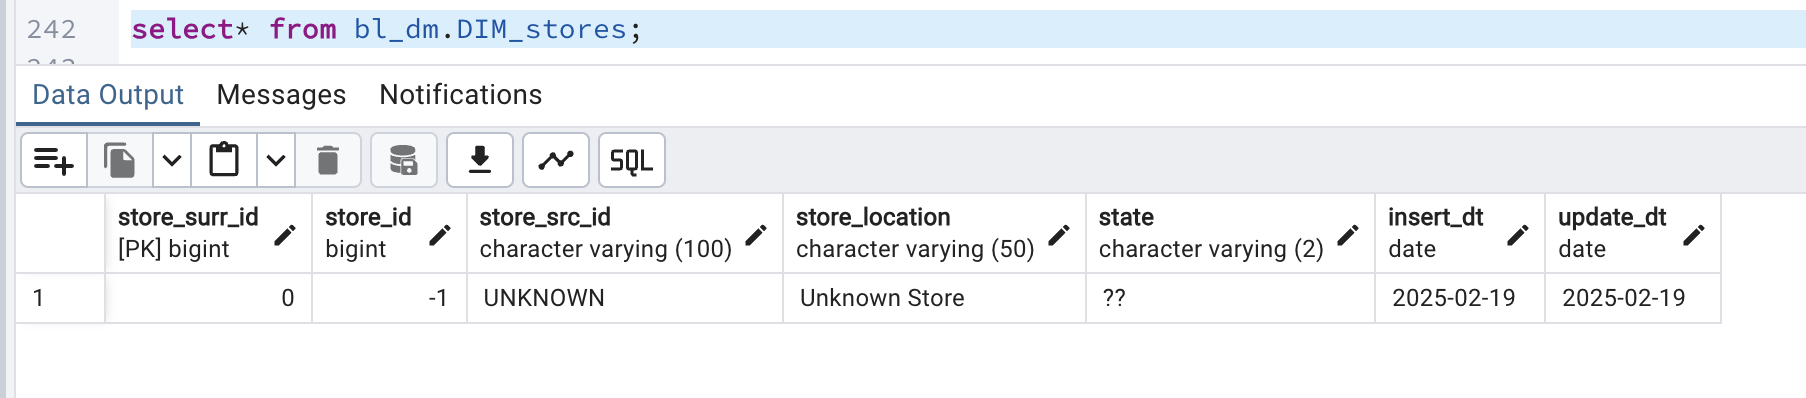 242 select* from bl_dm.DIM_stores;
243
Data Output Messages Notifications
SQL
store_surr_id store_id store_src_id store_location state insert_dt update_dt
[PK] bigint bigint character varying (100) character varying (50) character varying (2) date date
1 0 -1 UNKNOWN Unknown Store ?? 2025-02-19 2025-02-19